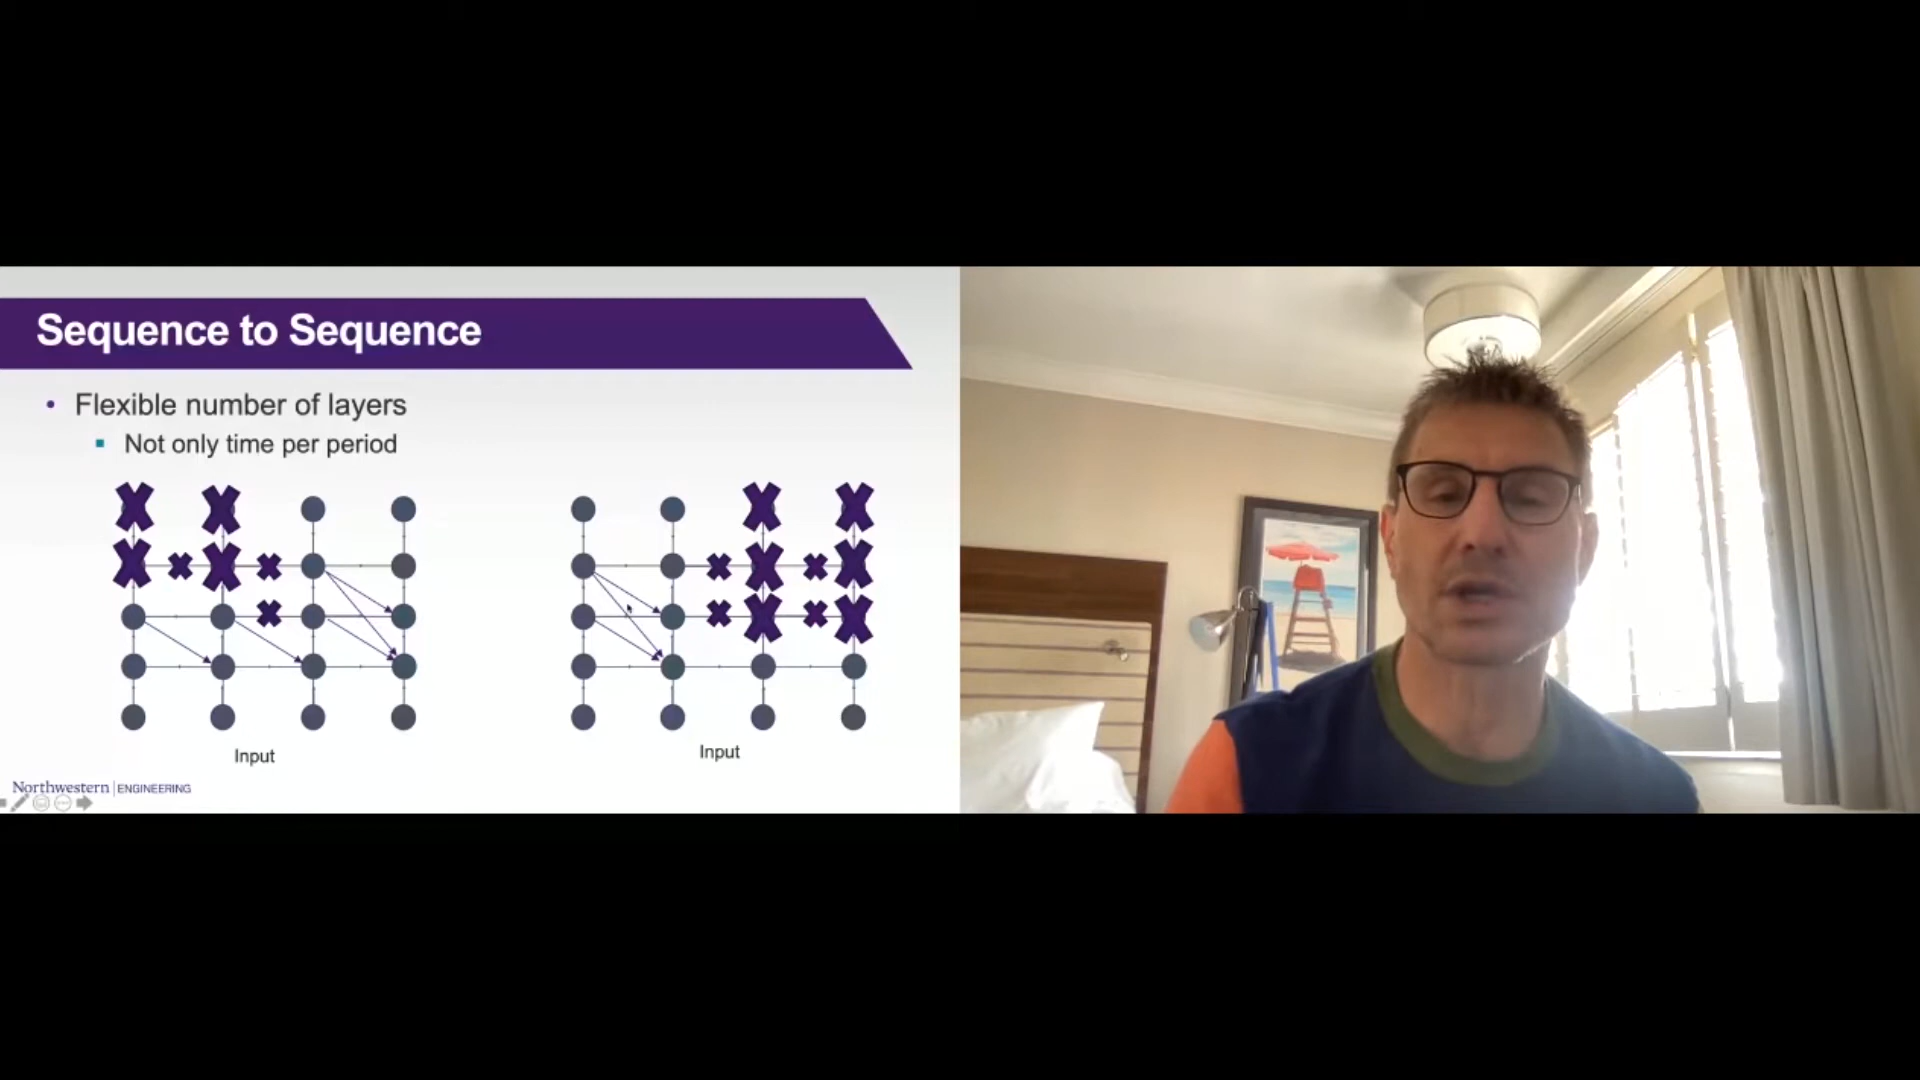 Sequence to Sequence
Flexible number of layers
Not only time per period
Input
Input
Northwestern | ENGINEERING